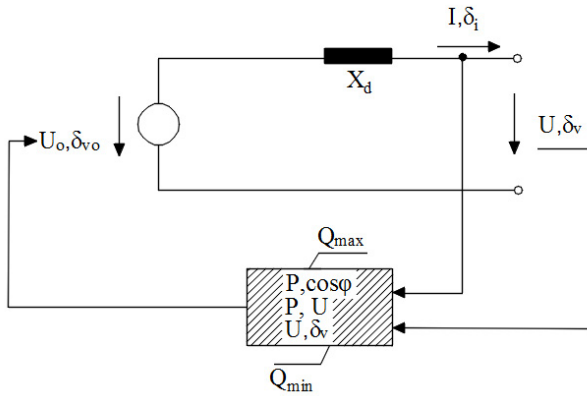 I,δi
Xd
Uo,δvo
U,δv
Qmax
P,cosφ
P, U
U,δv
Qmin